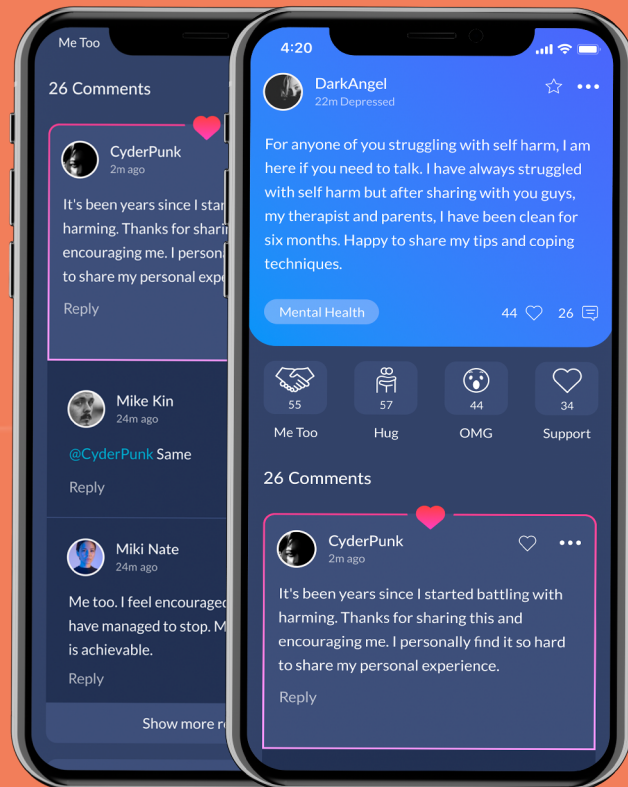 Me Too
26 Comments
CyderPunk
2m ago
It's been years since I
harming. Thanks for
encouraging me. I
to share my personal
Reply
Mike Kin
24m ago
@CyderPunk Same
Reply
Miki Nate
24m ago
Me too. I feel
have managed to stop.
is achievable.
Reply
Show more
4:20
DarkAngel
22m Depressed
For anyone of you struggling with self harm, I am
here if you need to talk. I have always struggled
with self harm but after sharing with you guys,
my therapist and parents, I have been clean for
six months. Happy to share my tips and coping
techniques.
Mental Health
44 26
55 57 44 34
Me Too Hug OMG Support
26 Comments
CyderPunk
2m ago
It's been years since I started battling with
harming. Thanks for sharing this and
encouraging me. I personally find it so hard
to share my personal experience.
Reply